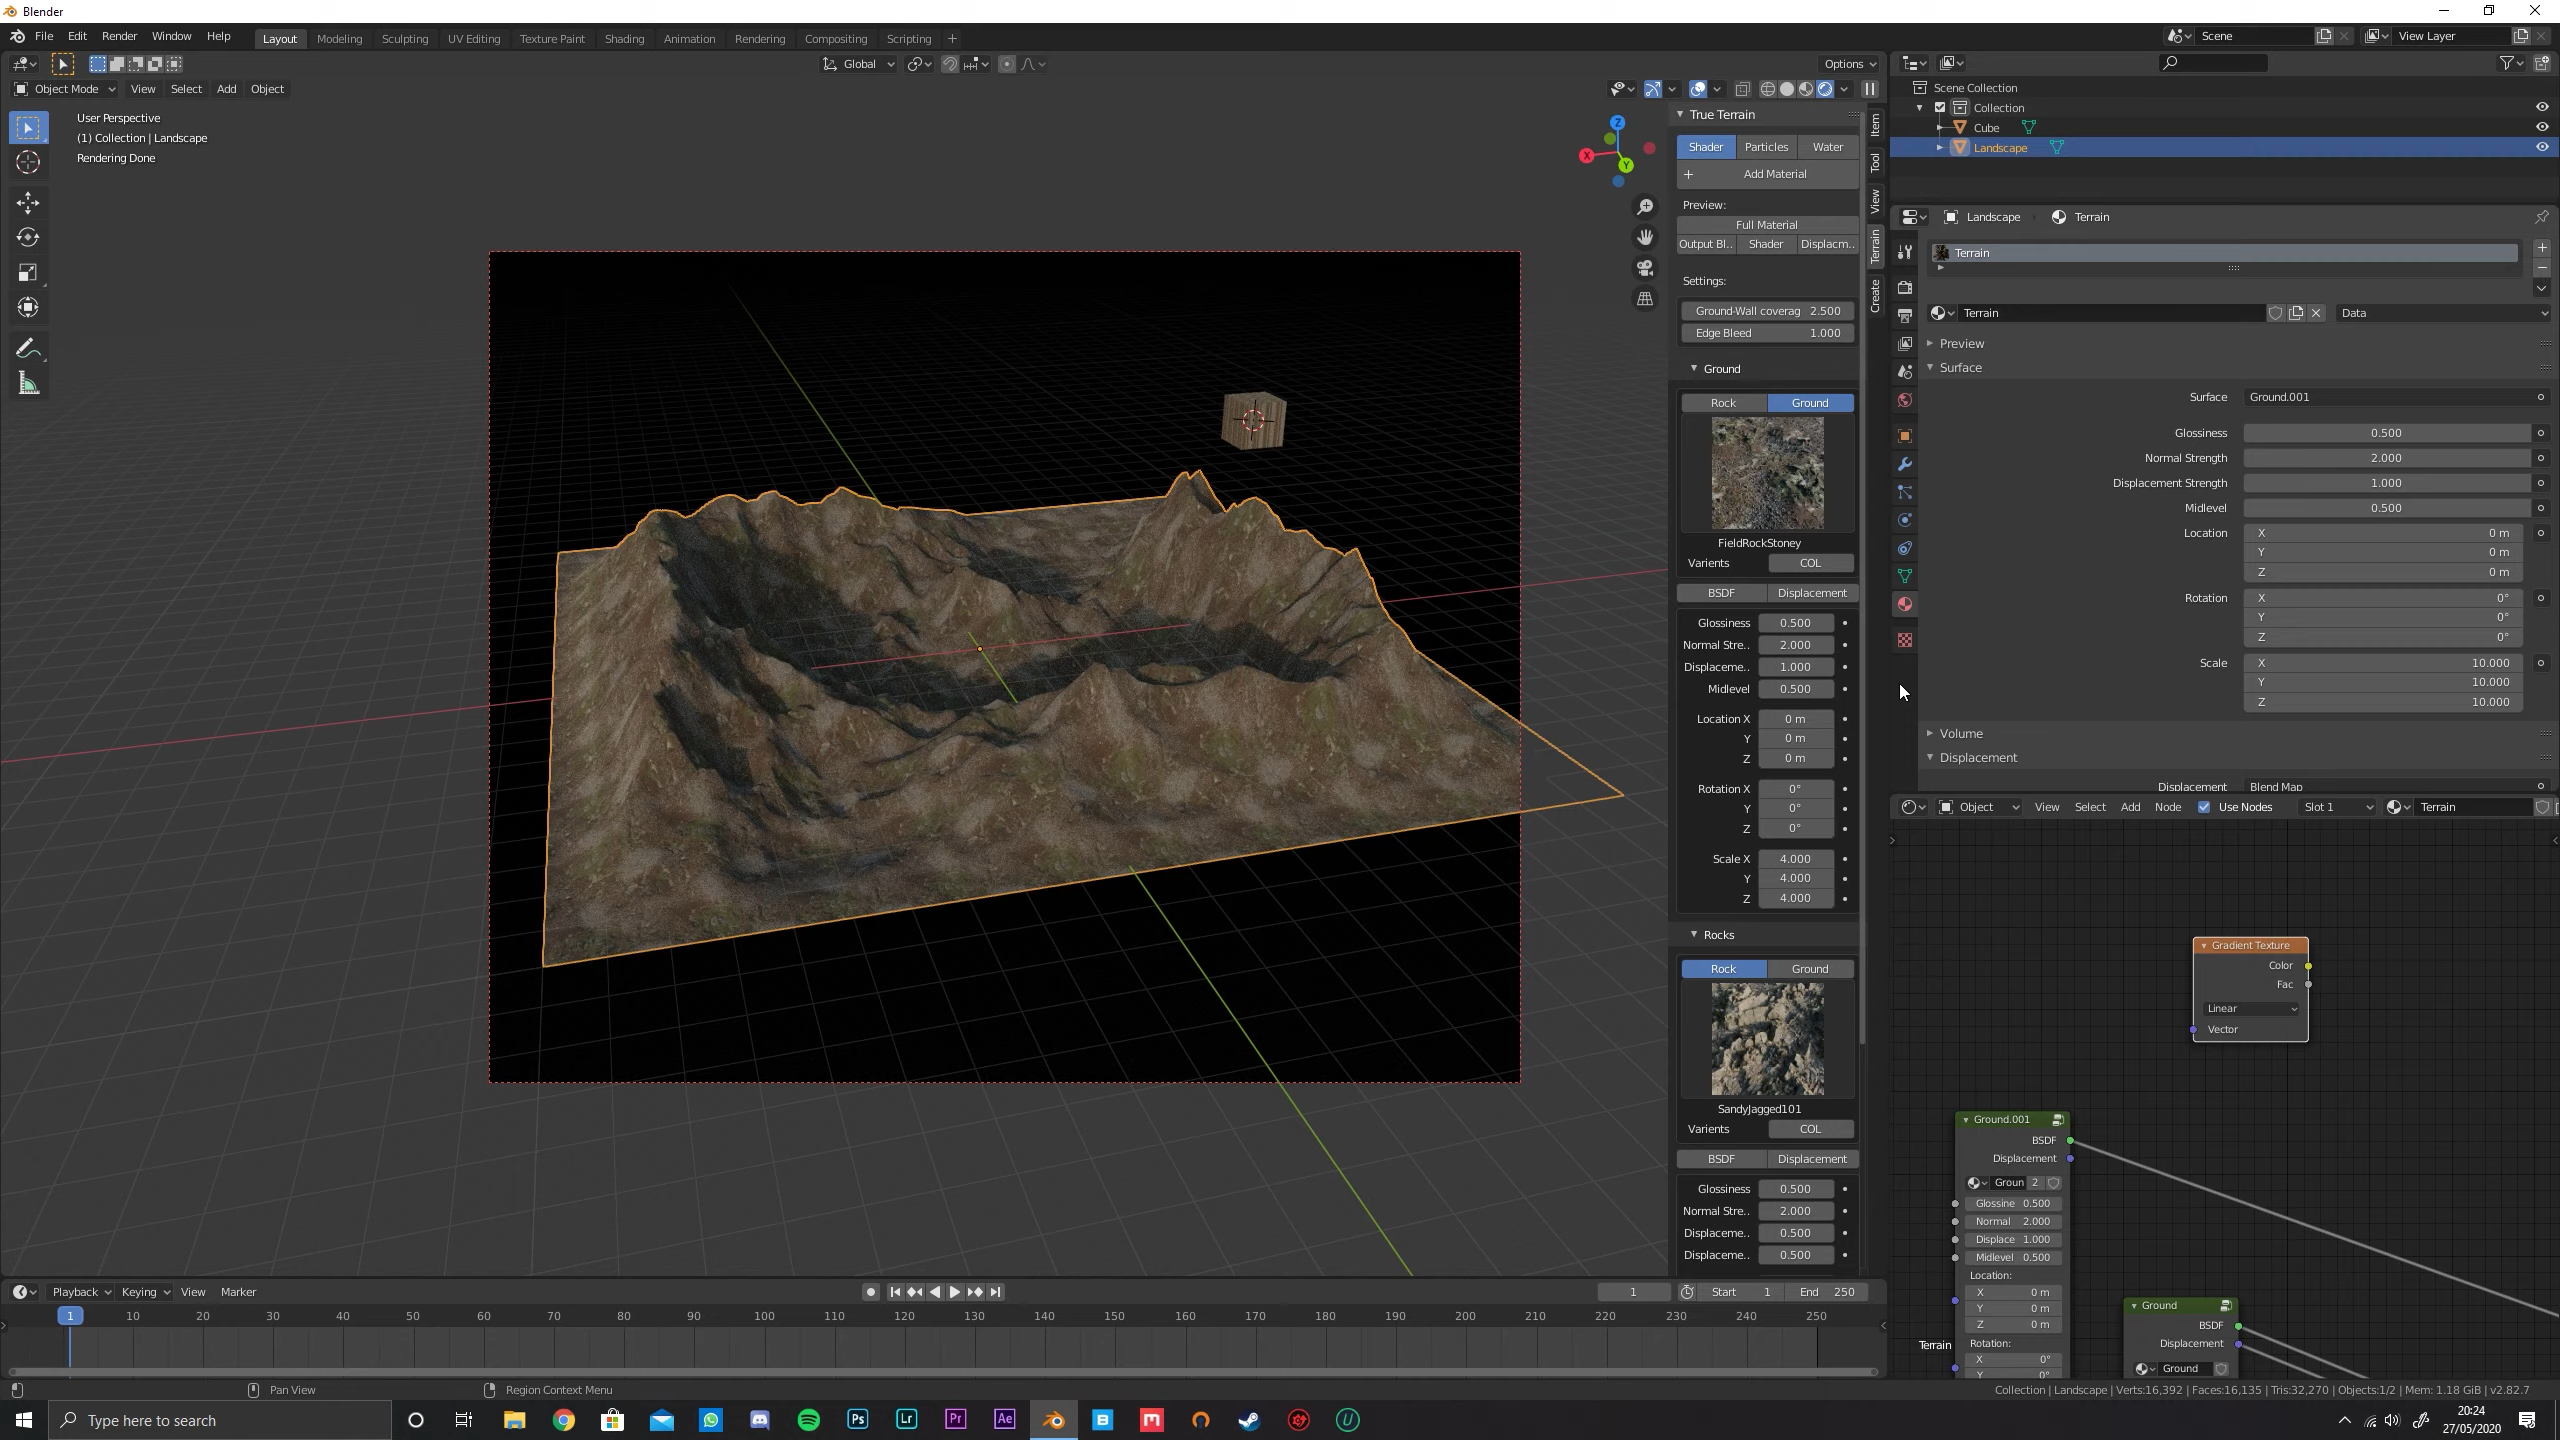 Blender
File Edit Render Window Help Layout Modeling Sculpting UV Editing Texture Paint Shading Animation Rendering Compositing Scripting + Scene View Layer
Global Options
Object Mode View Select Add Object
User Perspective
(1) Collection | Landscape
Rendering Done
Z
X
Y
True Terrain
Shader Particles Water
+ Add Material
Preview:
Full Material
Output Bl.. Shader Displacm..
Settings:
Ground-Wall coverag 2.500
Edge Bleed 1.000
Ground
Rock Ground
FieldRockStoney
Varients COL
BSDF Displacement
Glossiness 0.500
Normal Stre.. 2.000
Displaceme.. 1.000
Midlevel 0.500
Location X 0 m
Y 0 m
Z 0 m
Rotation X 0°
Y 0°
Z 0°
Scale X 4.000
Y 4.000
Z 4.000
Rocks
Rock Ground
SandyJagged101
Varients COL
BSDF Displacement
Glossiness 0.500
Normal Stre.. 2.000
Displaceme.. 0.500
Displaceme.. 0.500
Item
Tool
View
Terrain
Create
Scene Collection
Collection
Cube
Landscape
Landscape Terrain
Terrain
Terrain Data
Preview
Surface
Surface Ground.001
Glossiness 0.500
Normal Strength 2.000
Displacement Strength 1.000
Midlevel 0.500
Location X 0 m
Y 0 m
Z 0 m
Rotation X 0°
Y 0°
Z 0°
Scale X 10.000
Y 10.000
Z 10.000
Volume
Displacement
Displacement Blend Map
Object View Select Add Node Use Nodes Slot 1 Terrain
Gradient Texture
Color
Fac
Linear
Vector
Ground.001
BSDF
Displacement
Groun 2
Glossine 0.500
Normal 2.000
Displace 1.000
Midlevel 0.500
Location:
X 0 m
Y 0 m
Z 0 m
Rotation:
X 0°
Y 0°
Terrain
Ground
BSDF
Displacement
Ground
Playback Keying View Marker 1 Start 1 End 250
1 10 20 30 40 50 60 70 80 90 100 110 120 130 140 150 160 170 180 190 200 210 220 230 240 250
Pan View Region Context Menu Collection | Landscape | Verts:16,392 | Faces:16,135 | Tris:32,270 | Objects:1/2 | Mem: 1.18 GiB | v2.82.7
Type here to search Ps Lr Pr Ae B M U
20:24
27/05/2020